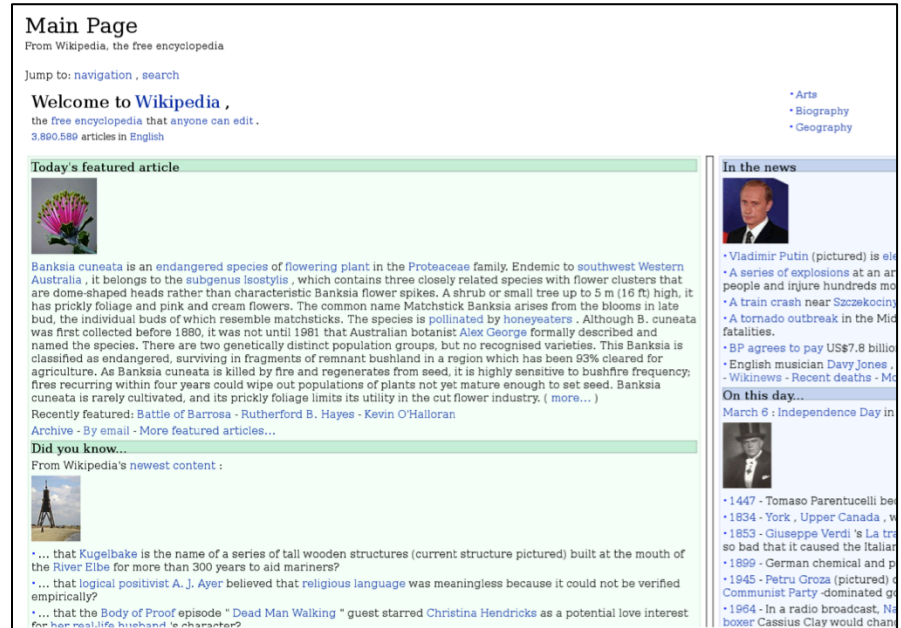 Main Page
From Wikipedia, the free encyclopedia
Jump to: navigation , search
Welcome to Wikipedia ,
the free encyclopedia that anyone can edit .
3,890,589 articles in English
• Arts
• Biography
• Geography
Today's featured article
Banksia cuneata is an endangered species of flowering plant in the Proteaceae family. Endemic to southwest Western
Australia , it belongs to the subgenus Isostylis , which contains three closely related species with flower clusters that
are dome-shaped heads rather than characteristic Banksia flower spikes. A shrub or small tree up to 5 m (16 ft) high, it
has prickly foliage and pink and cream flowers. The common name Matchstick Banksia arises from the blooms in late
bud, the individual buds of which resemble matchsticks. The species is pollinated by honeyeaters . Although B. cuneata
was first collected before 1880, it was not until 1981 that Australian botanist Alex George formally described and
named the species. There are two genetically distinct population groups, but no recognised varieties. This Banksia is
classified as endangered, surviving in fragments of remnant bushland in a region which has been 93% cleared for
agriculture. As Banksia cuneata is killed by fire and regenerates from seed, it is highly sensitive to bushfire frequency;
fires recurring within four years could wipe out populations of plants not yet mature enough to set seed. Banksia
cuneata is rarely cultivated, and its prickly foliage limits its utility in the cut flower industry. ( more... )
Recently featured: Battle of Barrosa - Rutherford B. Hayes - Kevin O'Halloran
Archive - By email - More featured articles...
Did you know...
From Wikipedia's newest content :
• ... that Kugelbake is the name of a series of tall wooden structures (current structure pictured) built at the mouth of
the River Elbe for more than 300 years to aid mariners?
• ... that logical positivist A. J. Ayer believed that religious language was meaningless because it could not be verified
empirically?
• ... that the Body of Proof episode " Dead Man Walking " guest starred Christina Hendricks as a potential love interest
for her real-life husband 's character?
In the news
• Vladimir Putin (pictured) is
• A series of explosions at an
people and injure hundreds
• A train crash near
• A tornado outbreak in the
fatalities.
• BP agrees to pay US$7.8
• English musician Davy Jones ,
- Wikinews - Recent deaths -
On this day...
March 6 : Independence Day in
• 1447 - Tomaso Parentucelli
• 1834 - York , Upper Canada ,
• 1853 - Giuseppe Verdi 's La
so bad that it caused the
• 1899 - German chemical and
• 1945 - Petru Groza (pictured)
Communist Party -dominated
• 1964 - In a radio broadcast,
boxer Cassius Clay would